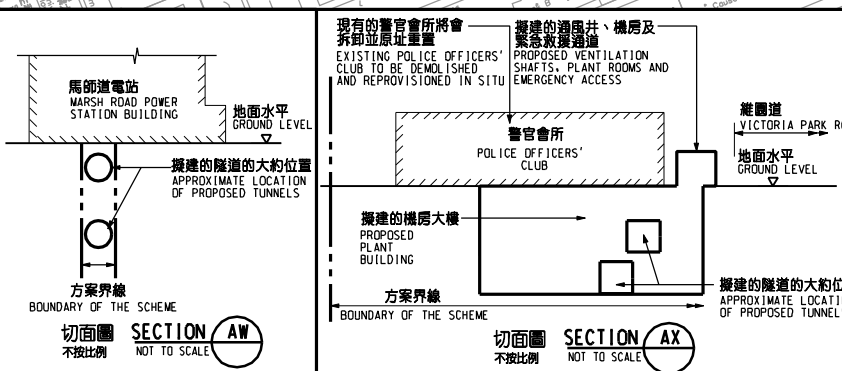 馬師道電站
MARSH ROAD POWER
STATION BUILDING
地面水平
GROUND LEVEL
擬建的隧道的大約位置
APPROXIMATE LOCATION
OF PROPOSED TUNNELS
方案界線
BOUNDARY OF THE SCHEME
切面圖 SECTION AW
不按比例 NOT TO SCALE
現有的警官會所將會
拆卸並原址重置
EXISTING POLICE OFFICERS'
CLUB TO BE DEMOLISHED
AND REPROVISIONED IN SITU
擬建的通風井、機房及
緊急救援通道
PROPOSED VENTILATION
SHAFTS, PLANT ROOMS AND
EMERGENCY ACCESS
警官會所
POLICE OFFICERS'
CLUB
維園道
VICTORIA PARK RO
地面水平
GROUND LEVEL
擬建的機房大樓
PROPOSED
PLANT
BUILDING
擬建的隧道的大約位
APPROXIMATE LOCATI
OF PROPOSED TUNNEL
方案界線
BOUNDARY OF THE SCHEME
切面圖 SECTION AX
不按比例 NOT TO SCALE